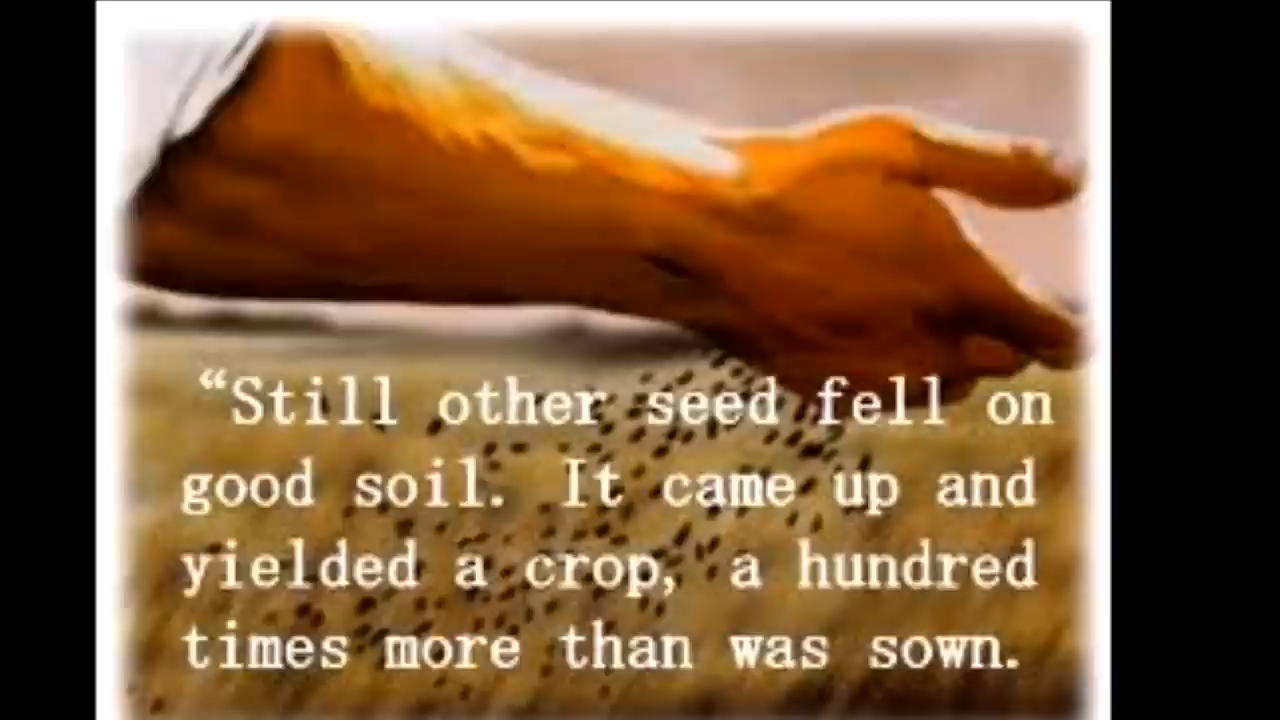 “Still other seed fell on
good soil. It came up and
yielded a crop, a hundred
times more than was sown.